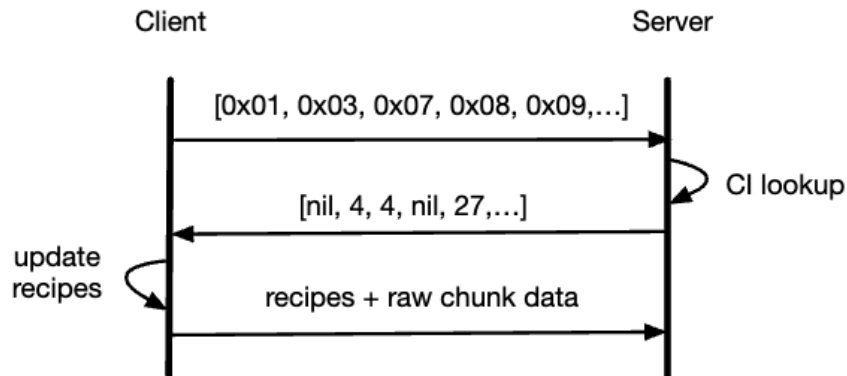 Client
Server
[0x01, 0x03, 0x07, 0x08, 0x09,...]
CI lookup
[nil, 4, 4, nil, 27,...]
update
recipes
recipes + raw chunk data